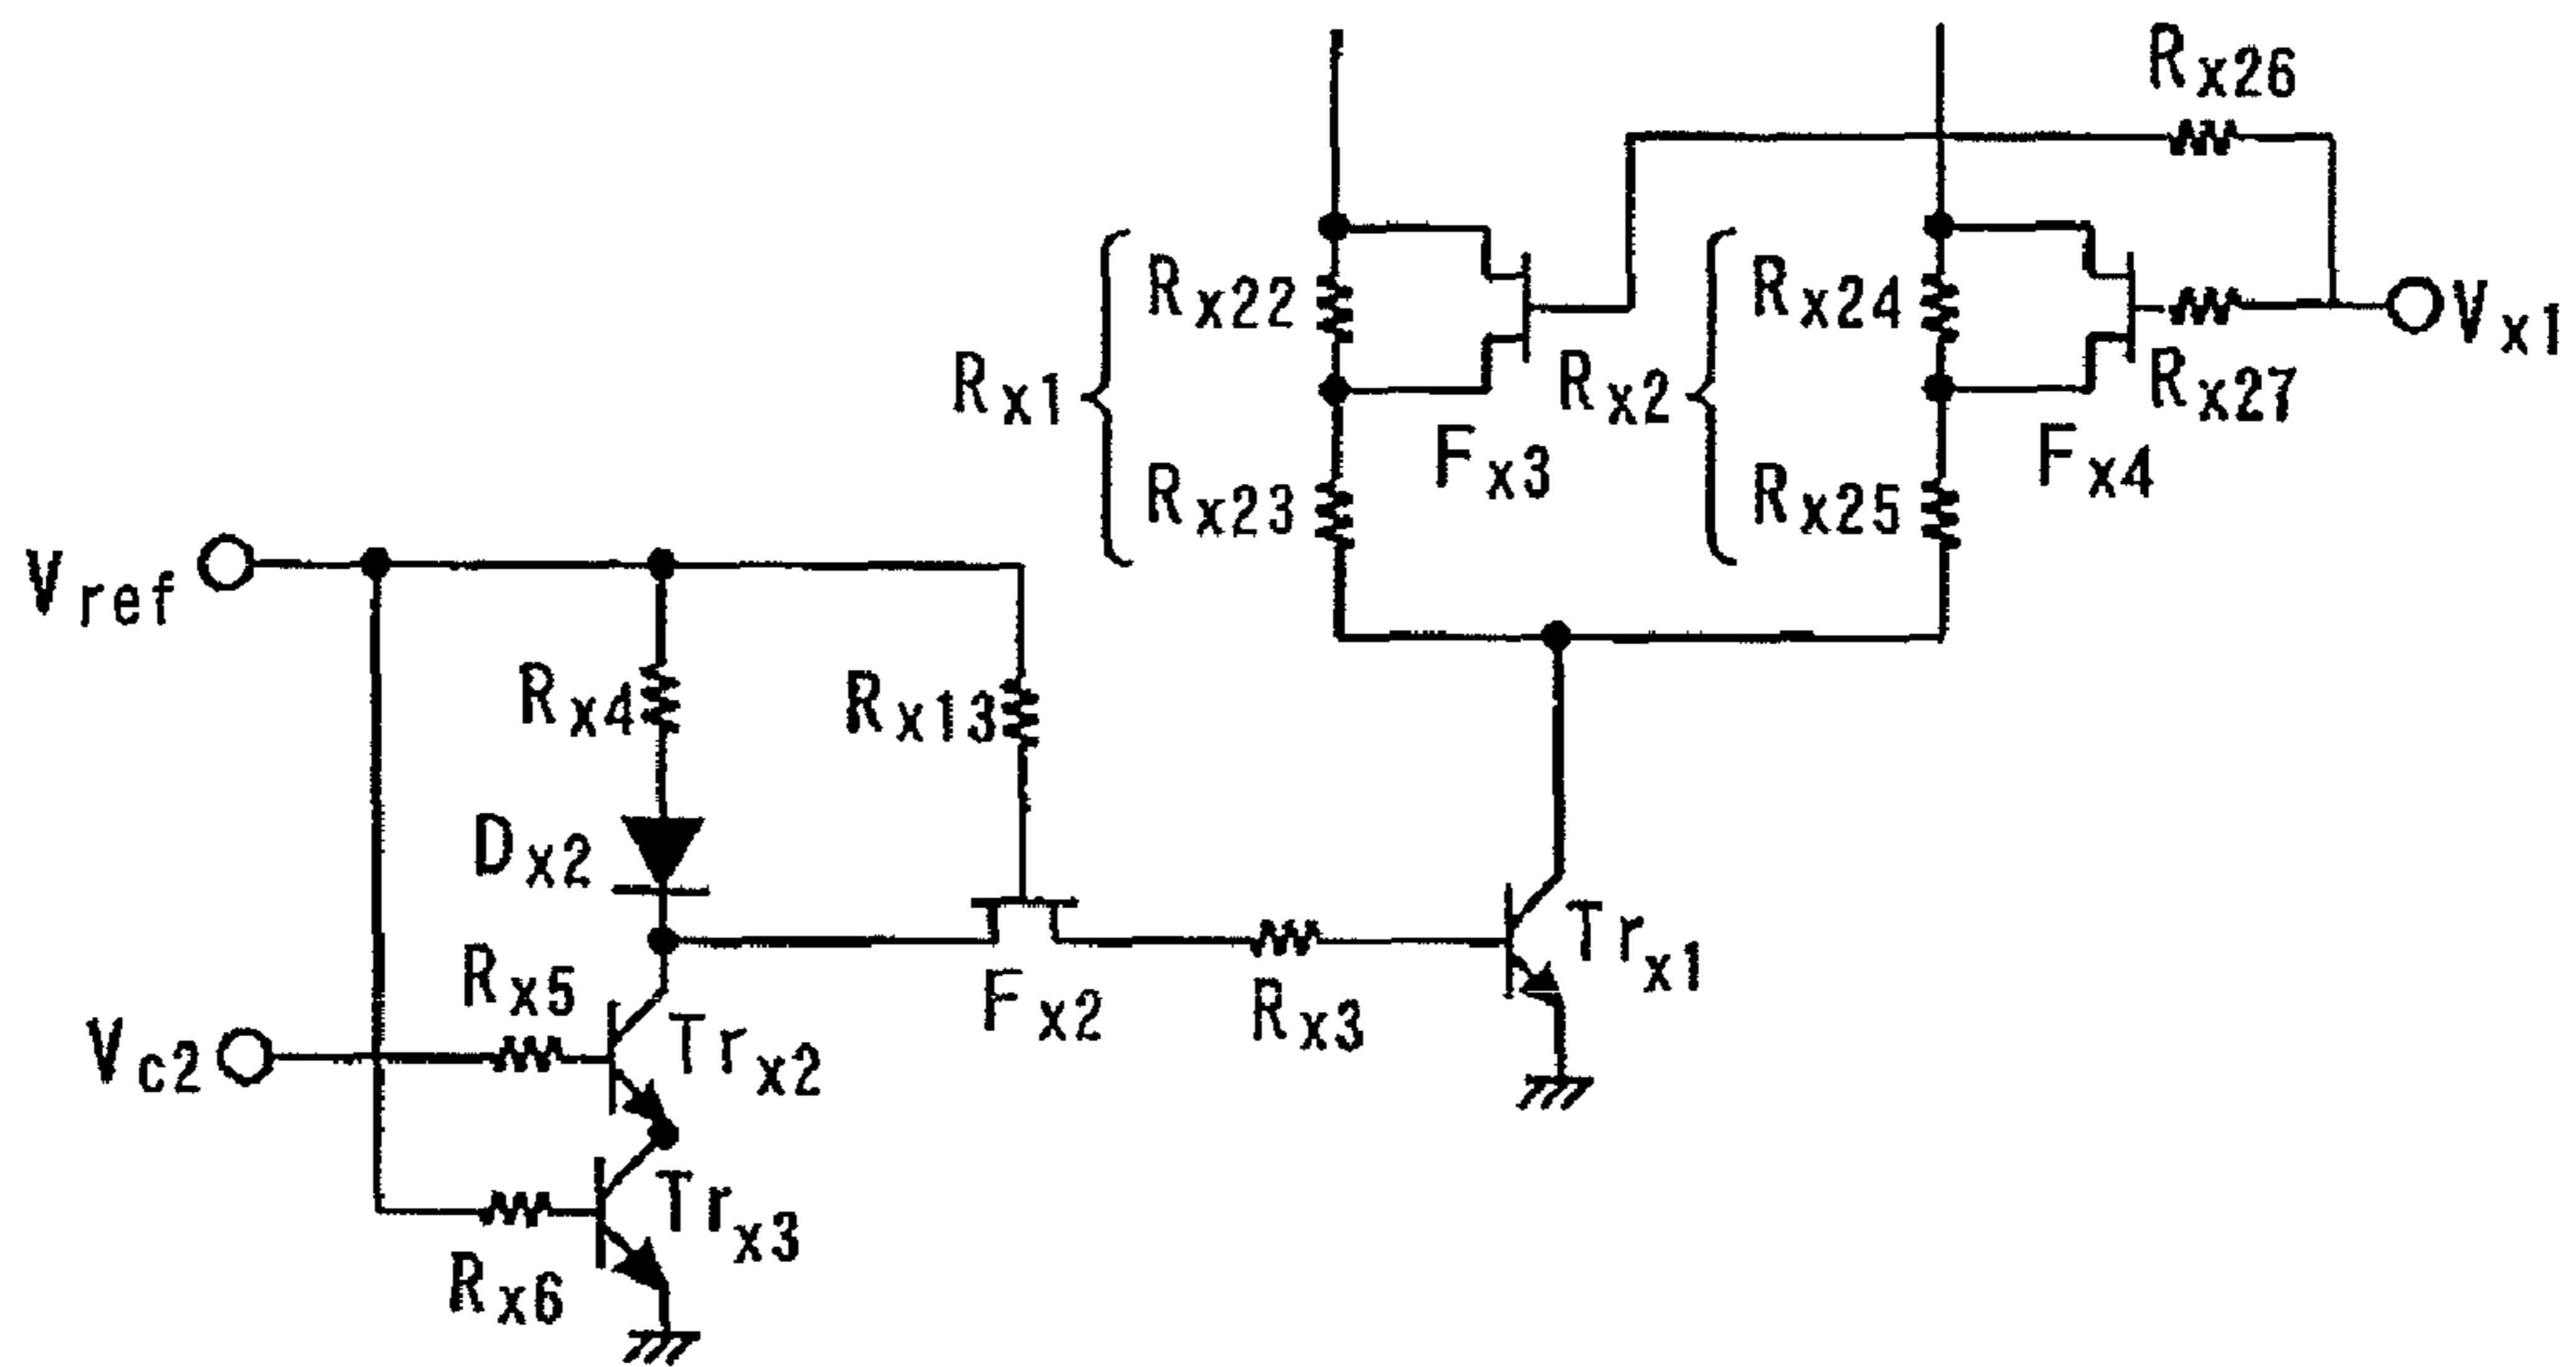 Rx26
Rx22
Rx24
Vx1
Rx1
Rx2
Rx27
Fx3
Fx4
Rx23
Rx25
Vref
Rx4
Rx13
Dx2
Trx1
Rx5
Fx2
Rx3
Vc2
Trx2
Trx3
Rx6